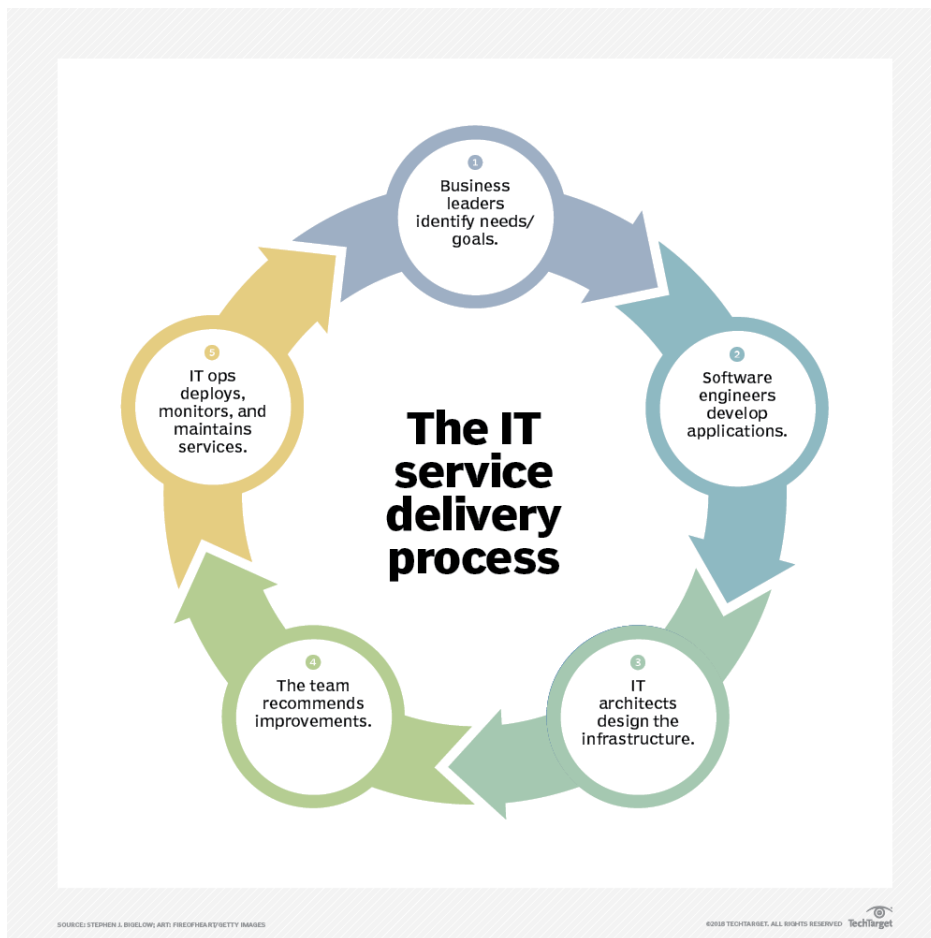 1
Business
leaders
identify needs/
goals.
2
Software
engineers
develop
applications.
3
IT
architects
design the
infrastructure.
4
The team
recommends
improvements.
5
IT ops
deploys,
monitors, and
maintains
services.
The IT
service
delivery
process
SOURCE: STEPHEN J. BIGELOW; ART: FIREOFHEART/GETTY IMAGES
©2018 TECHTARGET. ALL RIGHTS RESERVED
TechTarget